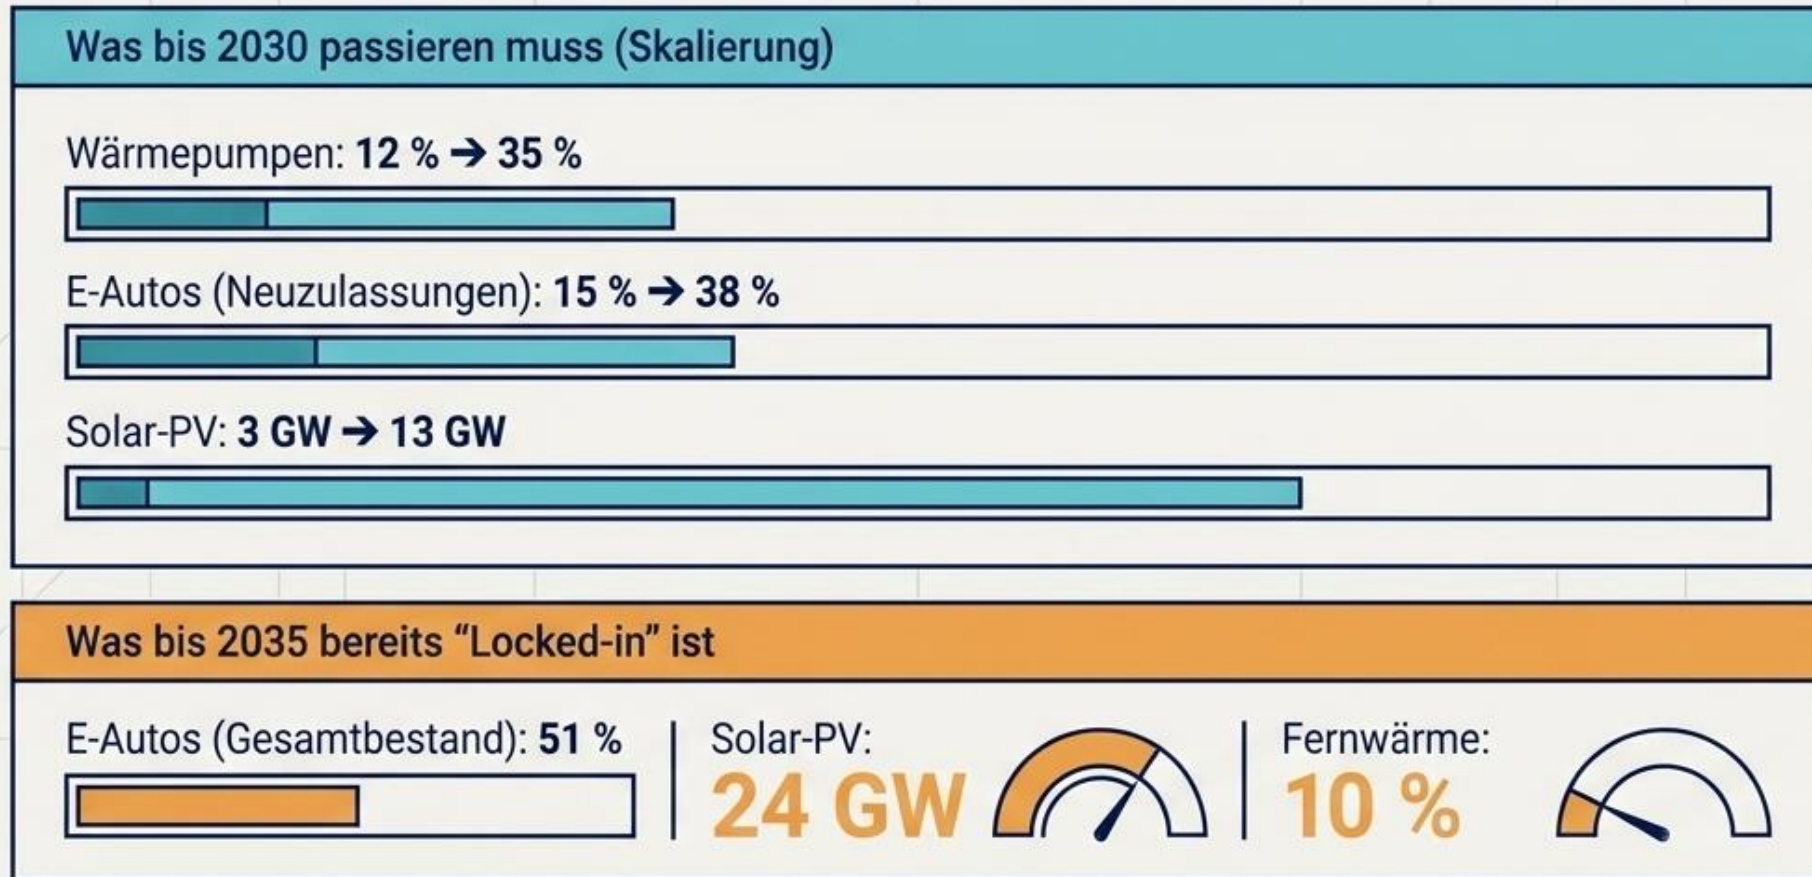 Was bis 2030 passieren muss (Skalierung)
Wärmepumpen: 12 % → 35 %
E-Autos (Neuzulassungen): 15 % → 38 %
Solar-PV: 3 GW → 13 GW
Was bis 2035 bereits “Locked-in” ist
E-Autos (Gesamtbestand): 51 %
Solar-PV:
24 GW
Fernwärme:
10 %